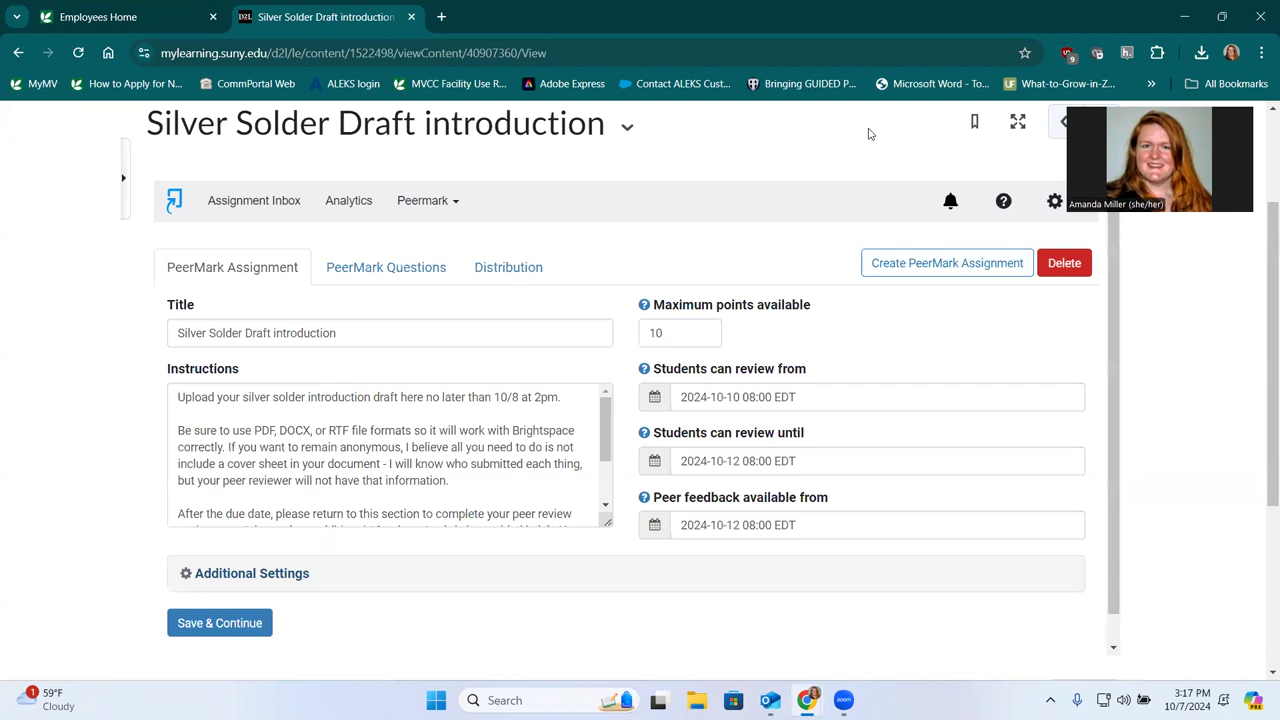 Employees Home
D2L Silver Solder Draft introduction
mylearning.suny.edu/d2l/le/content/1522498/viewContent/40907360/View
9
MyMV
How to Apply for N...
CommPortal Web
ALEKS login
MVCC Facility Use R...
Adobe Express
Contact ALEKS Cust...
Bringing GUIDED P...
Microsoft Word - To...
LF What-to-Grow-in-Z...
All Bookmarks
Silver Solder Draft introduction
Amanda Miller (she/her)
Assignment Inbox
Analytics
Peermark
PeerMark Assignment
PeerMark Questions
Distribution
Create PeerMark Assignment
Delete
Title
Silver Solder Draft introduction
Maximum points available
10
Instructions
Upload your silver solder introduction draft here no later than 10/8 at 2pm.
Be sure to use PDF, DOCX, or RTF file formats so it will work with Brightspace
correctly. If you want to remain anonymous, I believe all you need to do is not
include a cover sheet in your document - I will know who submitted each thing,
but your peer reviewer will not have that information.
After the due date, please return to this section to complete your peer review
Students can review from
2024-10-10 08:00 EDT
Students can review until
2024-10-12 08:00 EDT
Peer feedback available from
2024-10-12 08:00 EDT
Additional Settings
Save & Continue
1
59°F
Cloudy
Search
zoom
3:17 PM
10/7/2024
PRE